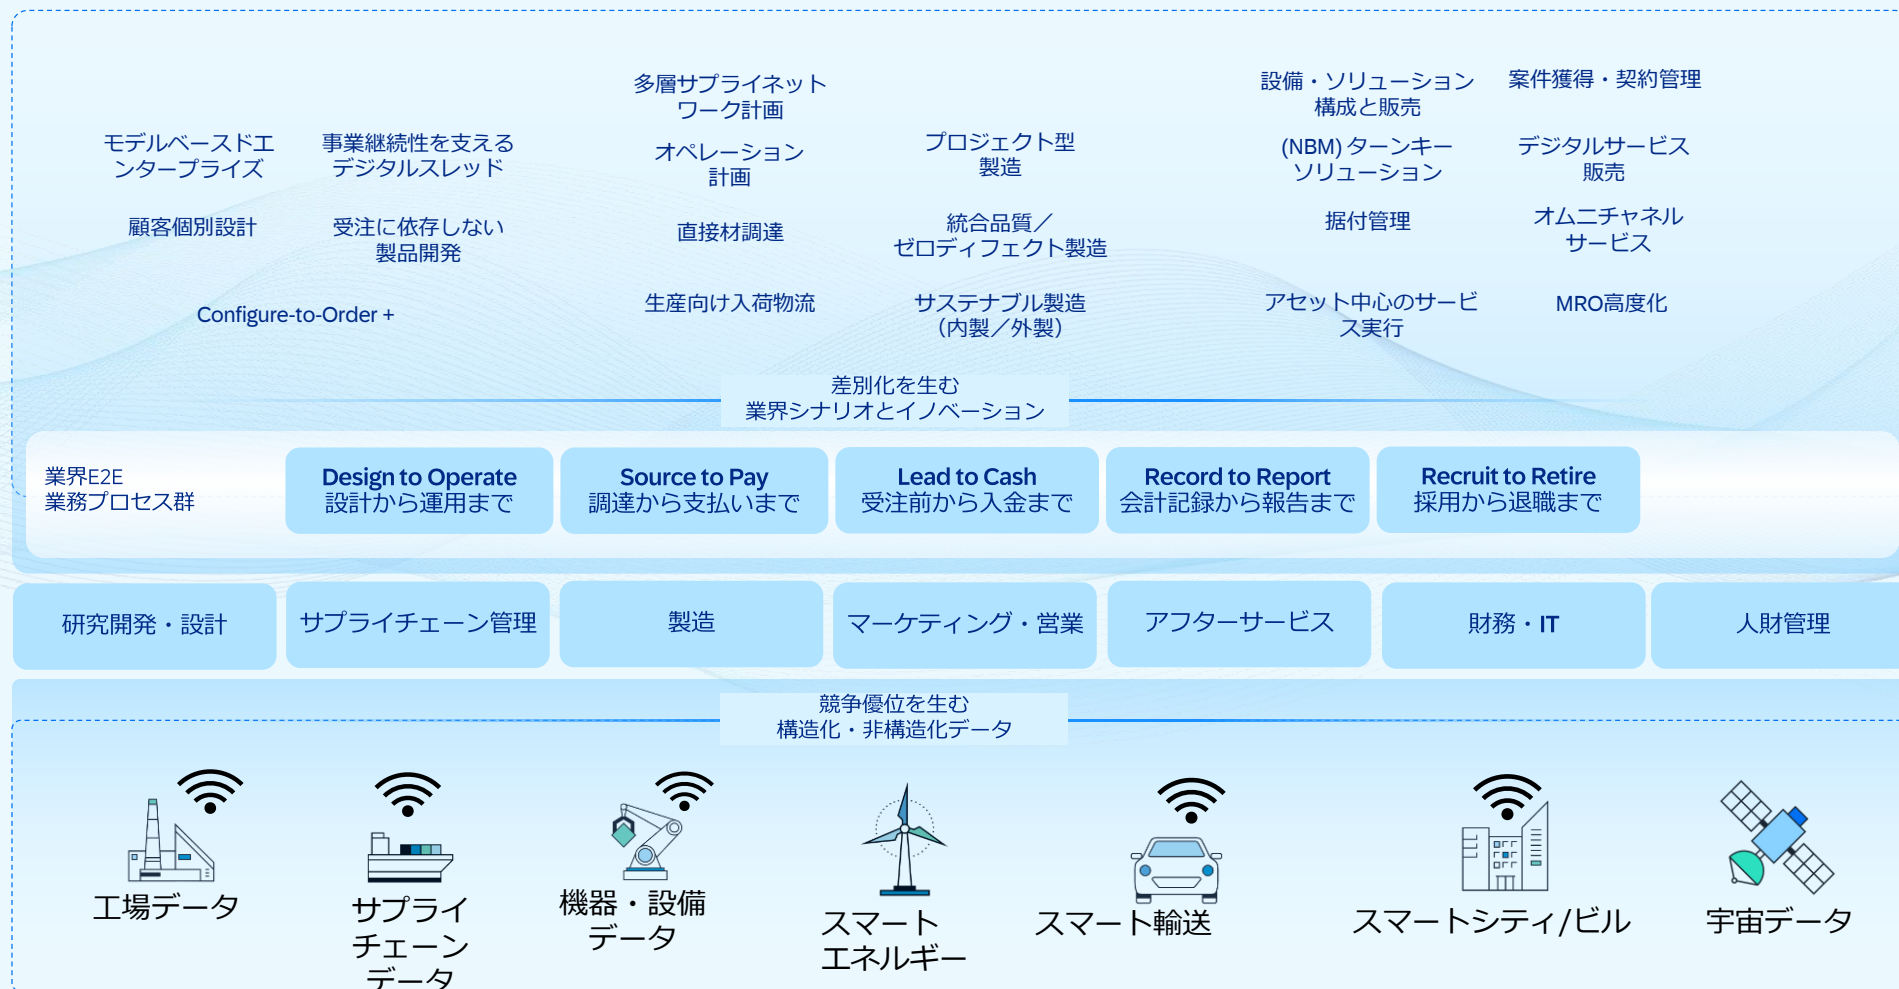 多層サプライネット
ワーク計画
設備・ソリューション
構成と販売
案件獲得・契約管理
モデルベースドエ
ンタープライズ
事業継続性を支える
デジタルスレッド
オペレーション
計画
プロジェクト型
製造
(NBM) ターンキー
ソリューション
デジタルサービス
販売
顧客個別設計
受注に依存しない
製品開発
直接材調達
統合品質／
ゼロディフェクト製造
据付管理
オムニチャネル
サービス
Configure-to-Order +
生産向け入荷物流
サステナブル製造
（内製／外製）
アセット中心のサービ
ス実行
MRO高度化
差別化を生む
業界シナリオとイノベーション
業界E2E
業務プロセス群
Design to Operate
設計から運用まで
Source to Pay
調達から支払いまで
Lead to Cash
受注前から入金まで
Record to Report
会計記録から報告まで
Recruit to Retire
採用から退職まで
研究開発・設計
サプライチェーン管理
製造
マーケティング・営業
アフターサービス
財務・IT
人財管理
競争優位を生む
構造化・非構造化データ
工場データ
サプライ
チェーン
データ
機器・設備
データ
スマート
エネルギー
スマート輸送
スマートシティ/ビル
宇宙データ